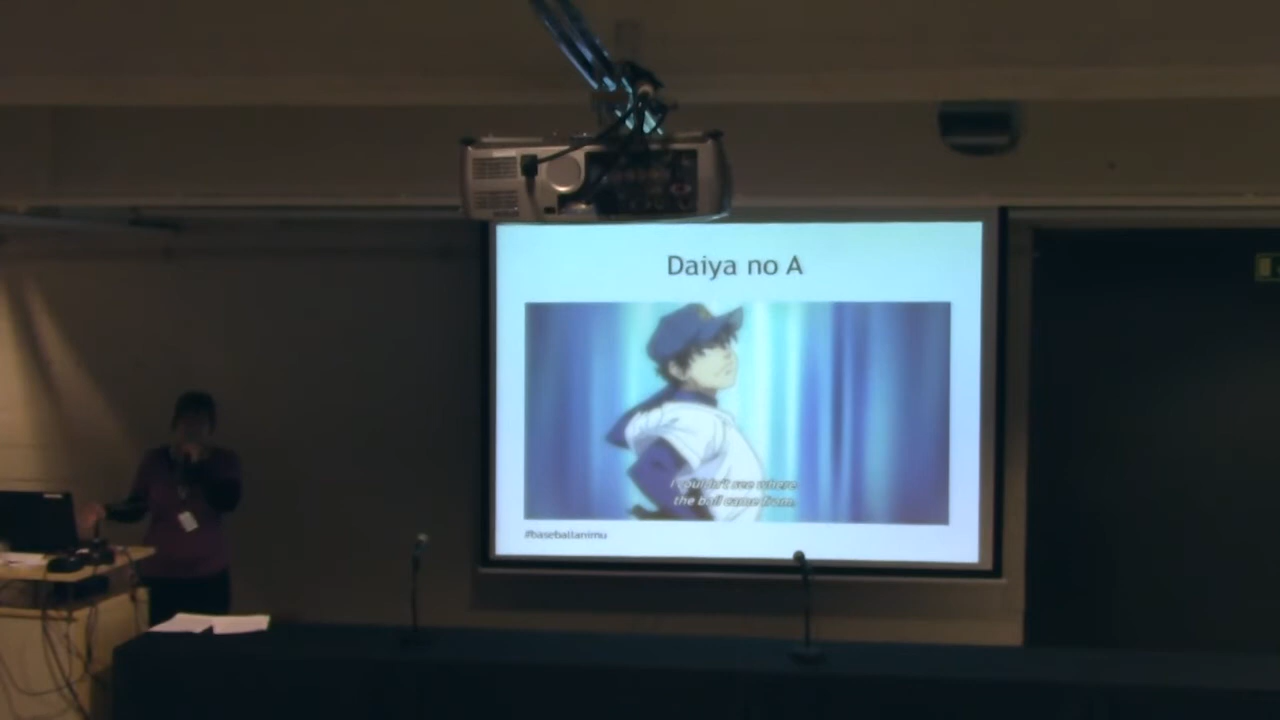 Daiya no A
I couldn't see where
the ball came from.
#baseballanimu